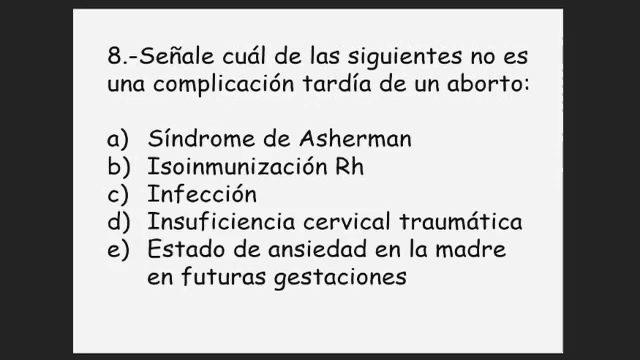 8.-Señale cuál de las siguientes no es
una complicación tardía de un aborto:
a) Síndrome de Asherman
b) Isoinmunización Rh
c) Infección
d) Insuficiencia cervical traumática
e) Estado de ansiedad en la madre
en futuras gestaciones